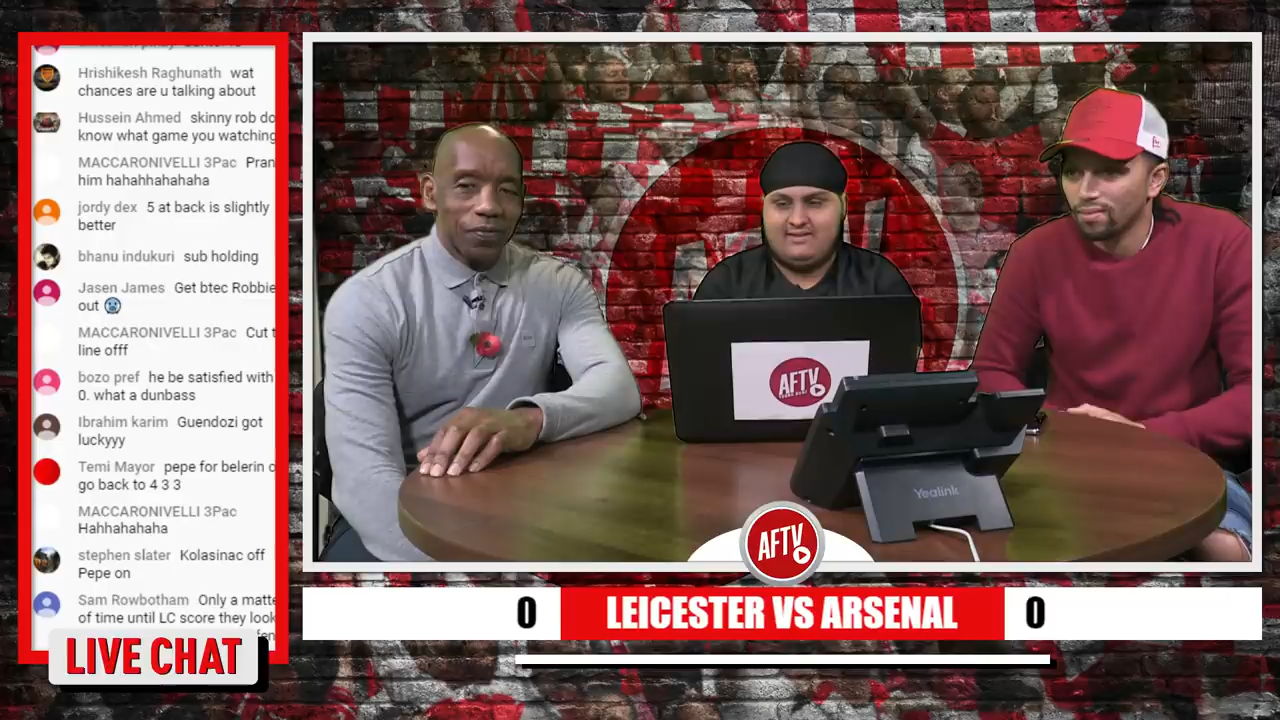 Hrishikesh Raghunath wat
chances are u talking about
Hussein Ahmed skinny rob do
know what game you watching
MACCARONIVELLI 3Pac Pran
him hahahhahahaha
jordy dex 5 at back is slightly
better
bhanu indukuri sub holding
Jasen James Get btec Robbie
out
MACCARONIVELLI 3Pac Cut t
line offf
bozo pref he be satisfied with
0. what a dunbass
Ibrahim karim Guendozi got
luckyyy
Temi Mayor pepe for belerin o
go back to 4 3 3
MACCARONIVELLI 3Pac
Hahhahahaha
stephen slater Kolasinac off
Pepe on
Sam Rowbotham Only a matte
of time until LC score they look
fen
LIVE CHAT
AFTV
Yealink
AFTV
0 LEICESTER VS ARSENAL 0